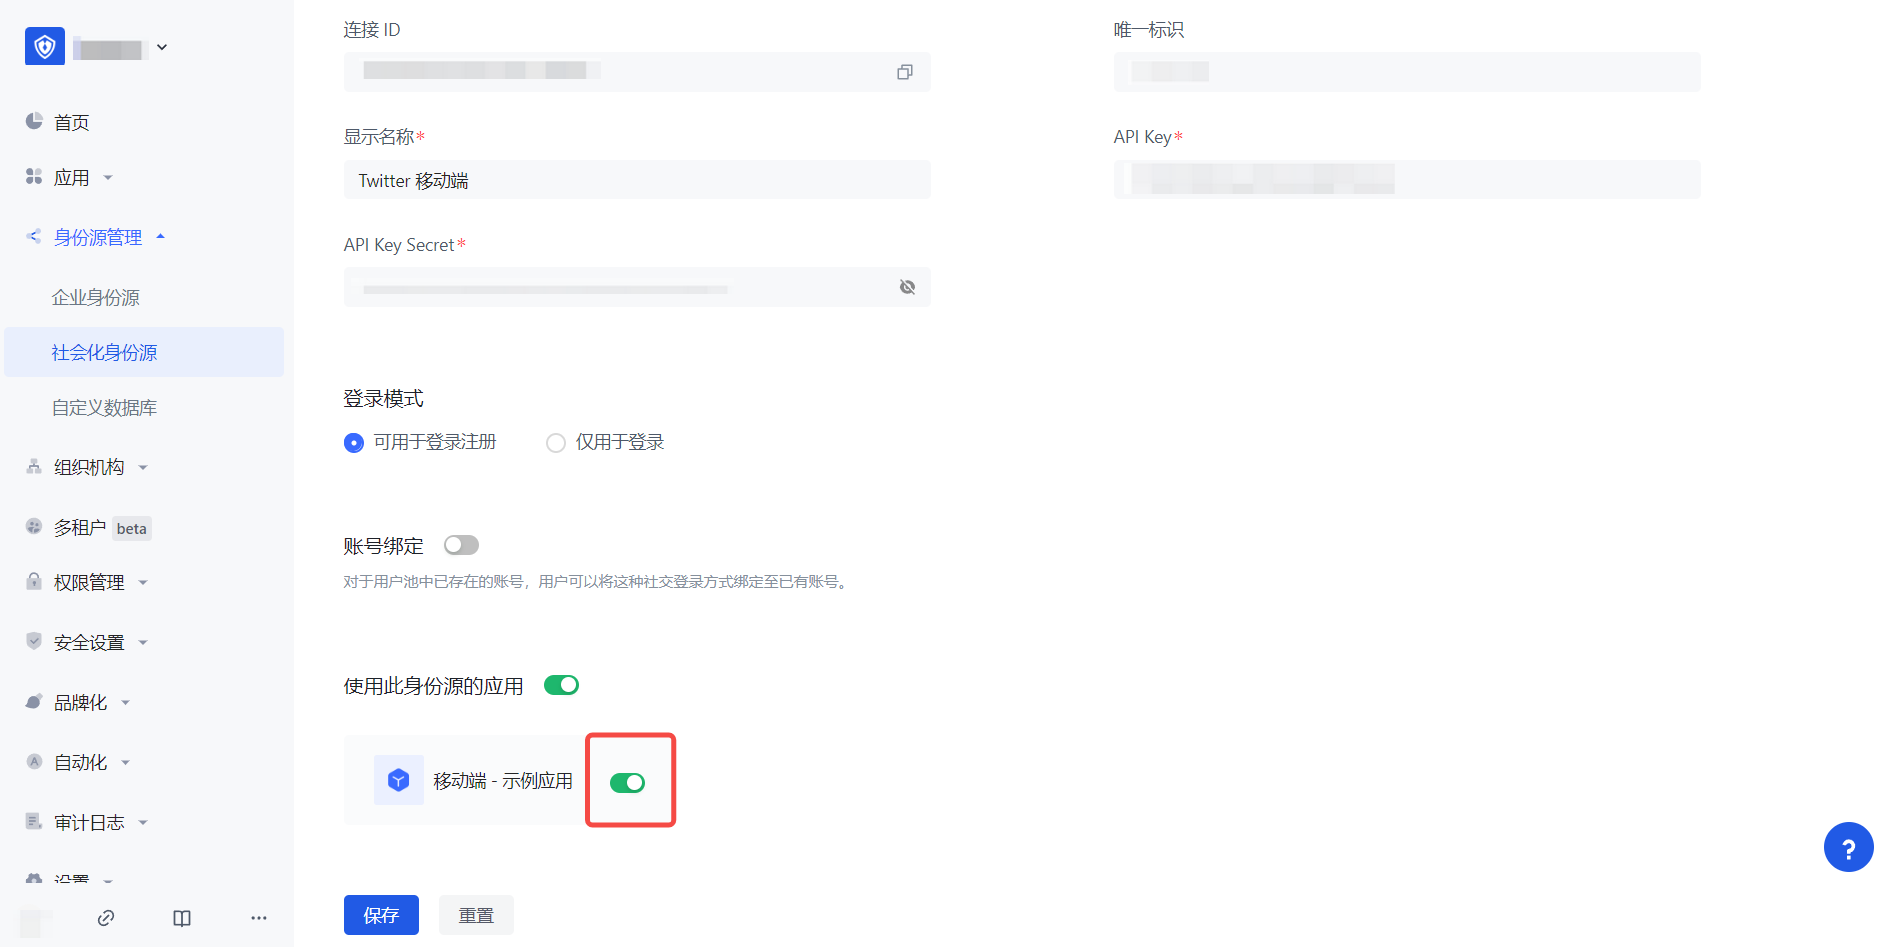 首页
应用
身份源管理
企业身份源
社会化身份源
自定义数据库
组织机构
多租户 beta
权限管理
安全设置
品牌化
自动化
审计日志
设置
连接 ID
唯一标识
显示名称*
API Key*
Twitter 移动端
API Key Secret*
登录模式
可用于登录注册 仅用于登录
账号绑定
对于用户池中已存在的账号，用户可以将这种社交登录方式绑定至已有账号。
使用此身份源的应用
移动端 - 示例应用
保存 重置
?